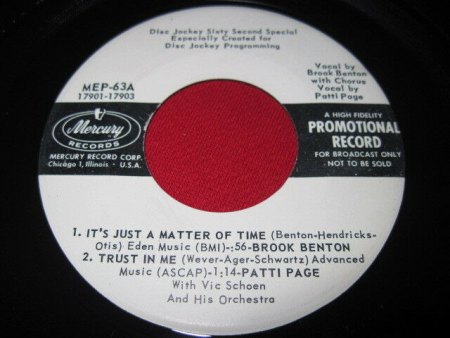 Disc Jockey Sixty Second Special
Especially Created for
Disc Jockey Programming
MEP-63A
17901-17903
Vocal by
Brook Benton
with Chorus
Vocal by
Patti Page
Mercury
RECORDS
MERCURY RECORD CORP.
Chicago 1, Illinois • U.S.A.
A HIGH FIDELITY
PROMOTIONAL
RECORD
FOR BROADCAST ONLY
NOT TO BE SOLD
1. IT'S JUST A MATTER OF TIME (Benton-Hendricks-
Otis) Eden Music (BMI)-:56-BROOK BENTON
2. TRUST IN ME (Wever-Ager-Schwartz) Advanced
Music (ASCAP)-1:14-PATTI PAGE
With Vic Schoen
And His Orchestra